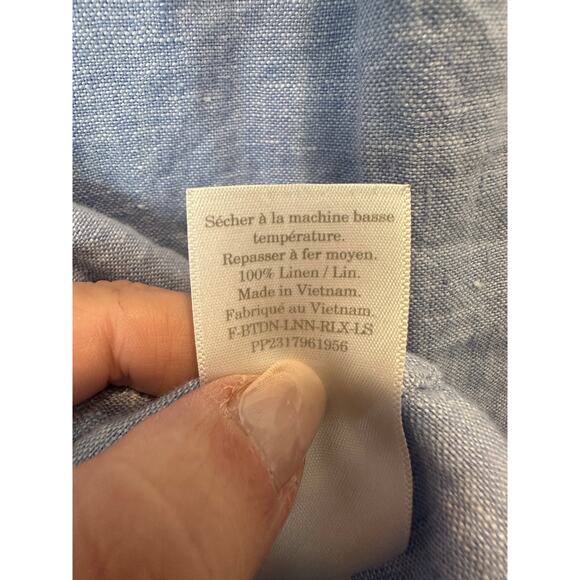 Sécher à la machine basse
température.
Repasser à fer moyen.
100% Linen / Lin.
Made in Vietnam.
Fabriqué au Vietnam.
F-BTDN-LNN-RLX-LS
PP2317961956